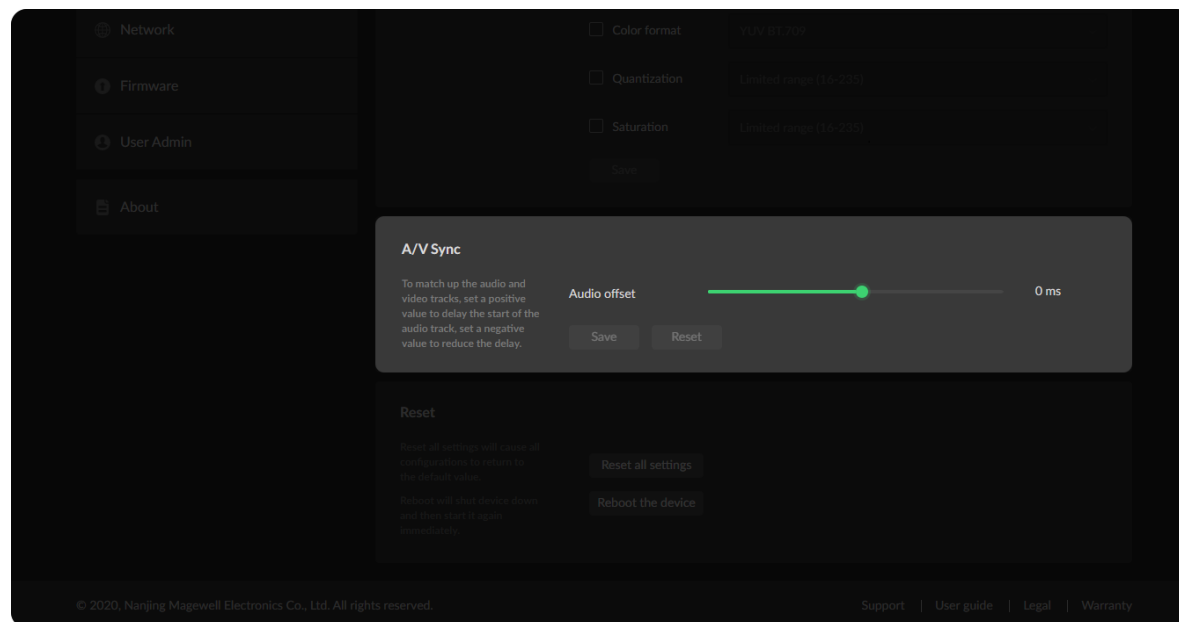 Network
Firmware
User Admin
About
Color format YUV BT.709
Quantization Limited range (16-235)
Saturation Limited range (16-235)
Save
A/V Sync
To match up the audio and
video tracks, set a positive
value to delay the start of the
audio track, set a negative
value to reduce the delay.
Audio offset 0 ms
Save Reset
Reset
Reset all settings will cause all
configurations to return to
the default value.
Reboot will shut device down
and then start it again
immediately.
Reset all settings
Reboot the device
© 2020, Nanjing Magewell Electronics Co., Ltd. All rights reserved.
Support | User guide | Legal | Warranty